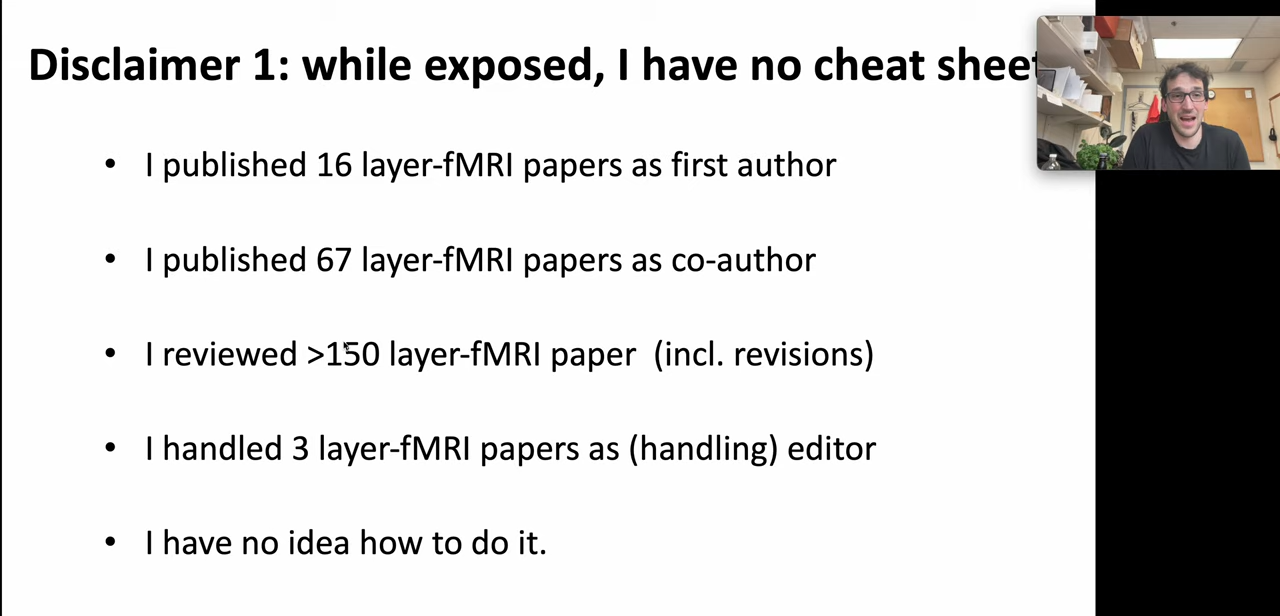 Disclaimer 1: while exposed, I have no cheat sheet
• I published 16 layer-fMRI papers as first author
• I published 67 layer-fMRI papers as co-author
• I reviewed >150 layer-fMRI paper (incl. revisions)
• I handled 3 layer-fMRI papers as (handling) editor
• I have no idea how to do it.